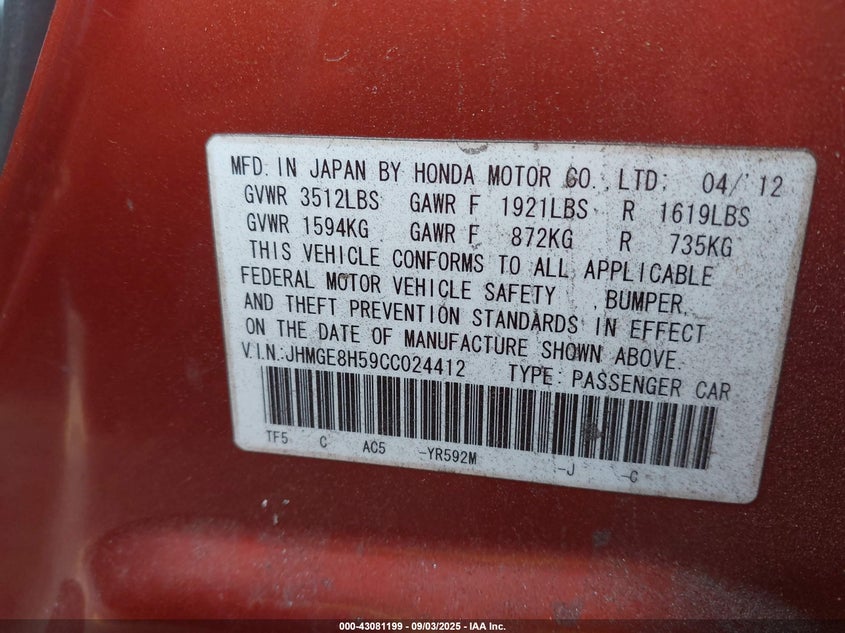 MFD. IN JAPAN BY HONDA MOTOR CO., LTD. 04/'12
GVWR 3512LBS GAWR F 1921LBS R 1619LBS
GVWR 1594KG GAWR F 872KG R 735KG
THIS VEHICLE CONFORMS TO ALL APPLICABLE
FEDERAL MOTOR VEHICLE SAFETY ,BUMPER,
AND THEFT PREVENTION STANDARDS IN EFFECT
ON THE DATE OF MANUFACTURE SHOWN ABOVE.
V.I.N.:JHMGE8H59CC024412 TYPE:PASSENGER CAR
TF5 C AC5 -YR592M -J -C
000-43081199 - 09/03/2025 - IAA Inc.